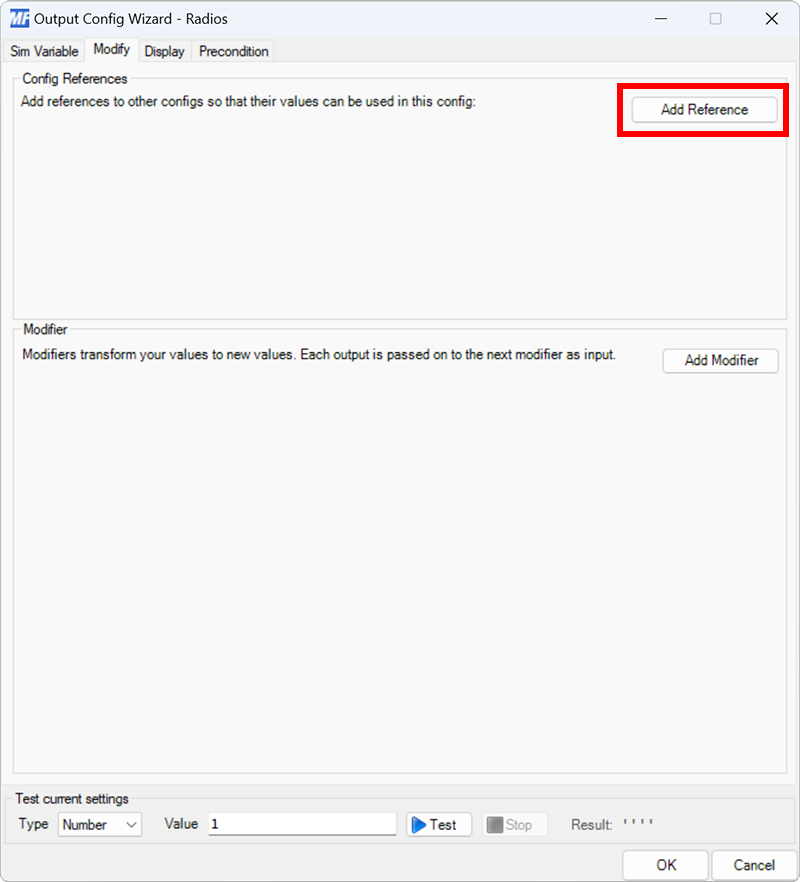 MF Output Config Wizard - Radios
Sim Variable Modify Display Precondition
Config References
Add references to other configs so that their values can be used in this config:
Add Reference
Modifier
Modifiers transform your values to new values. Each output is passed on to the next modifier as input.
Add Modifier
Test current settings
Type Number Value 1 Test Stop Result: ' ' ' '
OK Cancel